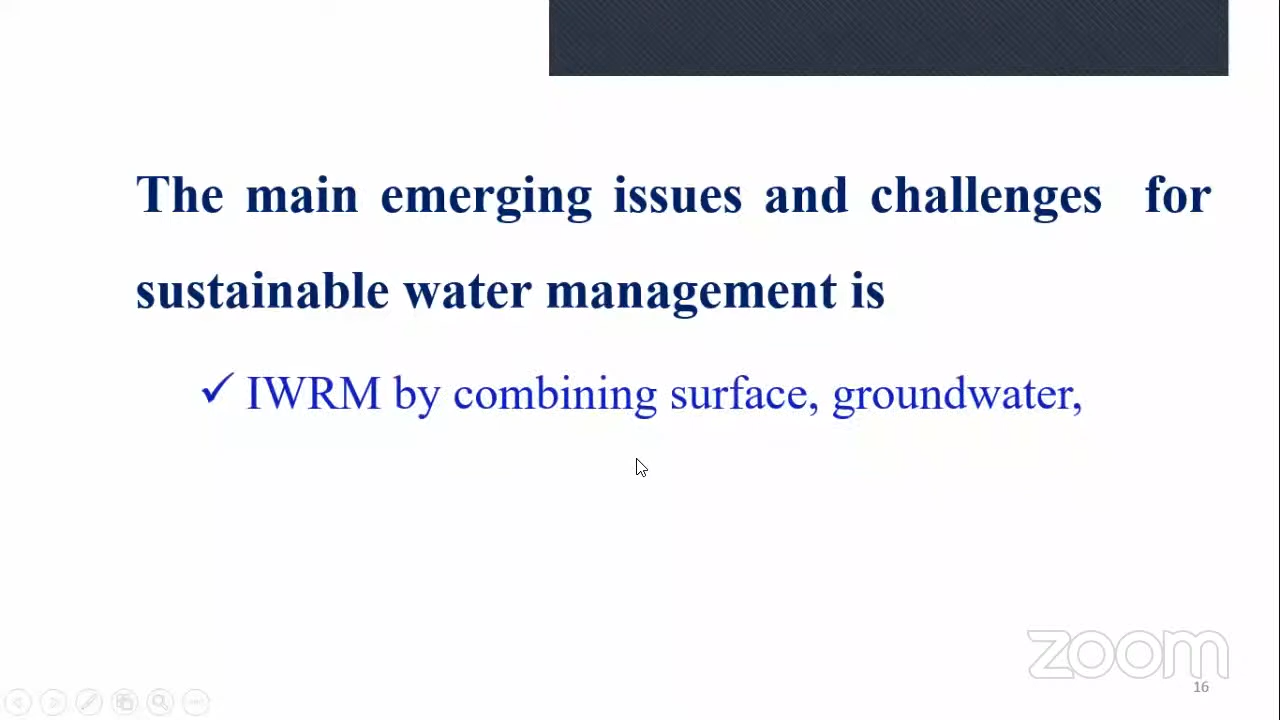 The main emerging issues and challenges for
sustainable water management is
✓ IWRM by combining surface, groundwater,
zoom
16